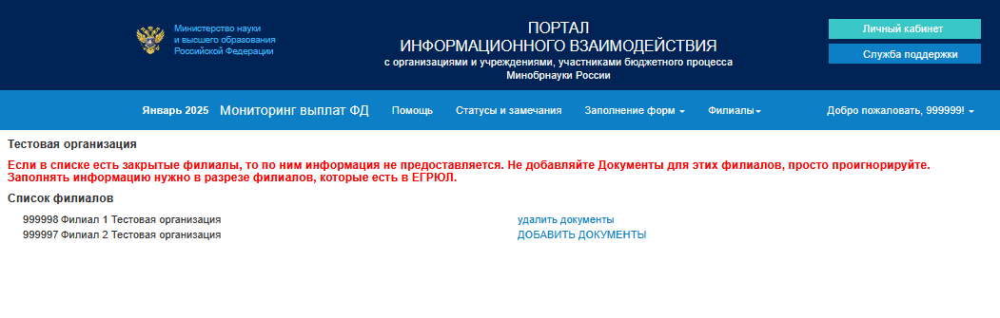 Министерство науки
и высшего образования
Российской Федерации
ПОРТАЛ
ИНФОРМАЦИОННОГО ВЗАИМОДЕЙСТВИЯ
с организациями и учреждениями, участниками бюджетного процесса
Минобрнауки России
Личный кабинет
Служба поддержки
Январь 2025 Мониторинг выплат ФД Помощь Статусы и замечания Заполнение форм Филиалы Добро пожаловать, 999999!
Тестовая организация
Если в списке есть закрытые филиалы, то по ним информация не предоставляется. Не добавляйте Документы для этих филиалов, просто проигнорируйте.
Заполнять информацию нужно в разрезе филиалов, которые есть в ЕГРЮЛ.
Список филиалов
999998 Филиал 1 Тестовая организация удалить документы
999997 Филиал 2 Тестовая организация ДОБАВИТЬ ДОКУМЕНТЫ